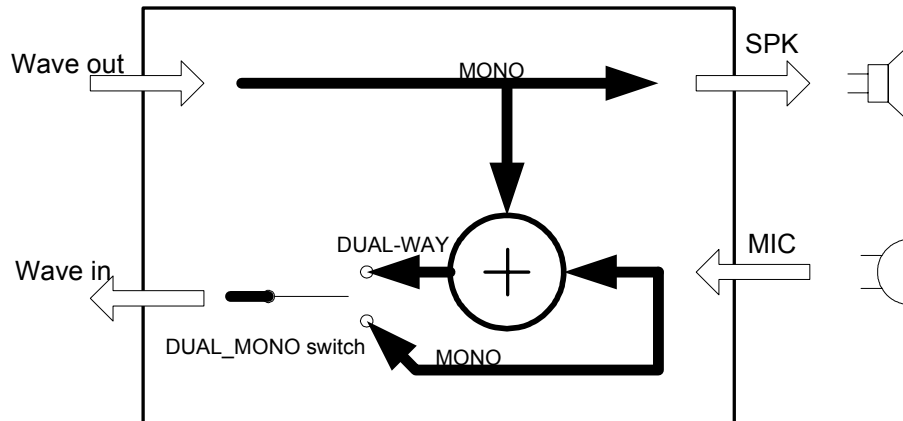 SPK
Wave out
MONO
DUAL-WAY
MIC
Wave in
DUAL_MONO switch
MONO